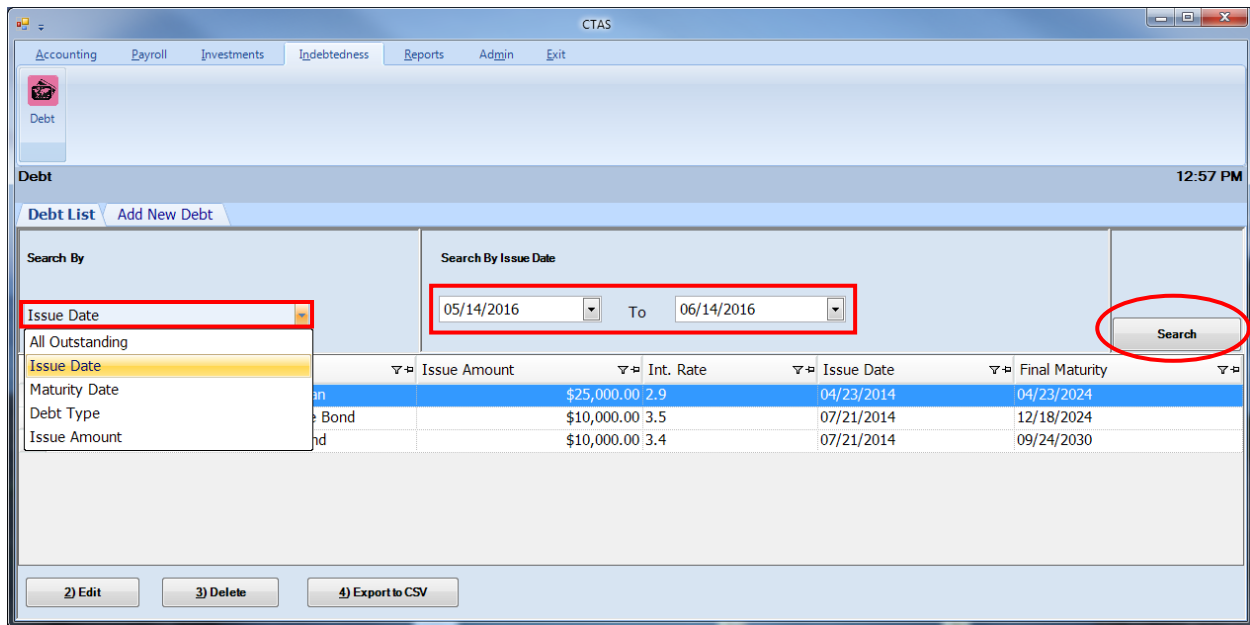 CTAS
Accounting Payroll Investments Indebtedness Reports Admin Exit
Debt
Debt 12:57 PM
Debt List Add New Debt
Search By Search By Issue Date
Issue Date 05/14/2016 To 06/14/2016 Search
All Outstanding
Issue Date
Maturity Date
Debt Type
Issue Amount
Issue Amount Int. Rate Issue Date Final Maturity
$25,000.00 2.9 04/23/2014 04/23/2024
Bond $10,000.00 3.5 07/21/2014 12/18/2024
$10,000.00 3.4 07/21/2014 09/24/2030
2) Edit 3) Delete 4) Export to CSV